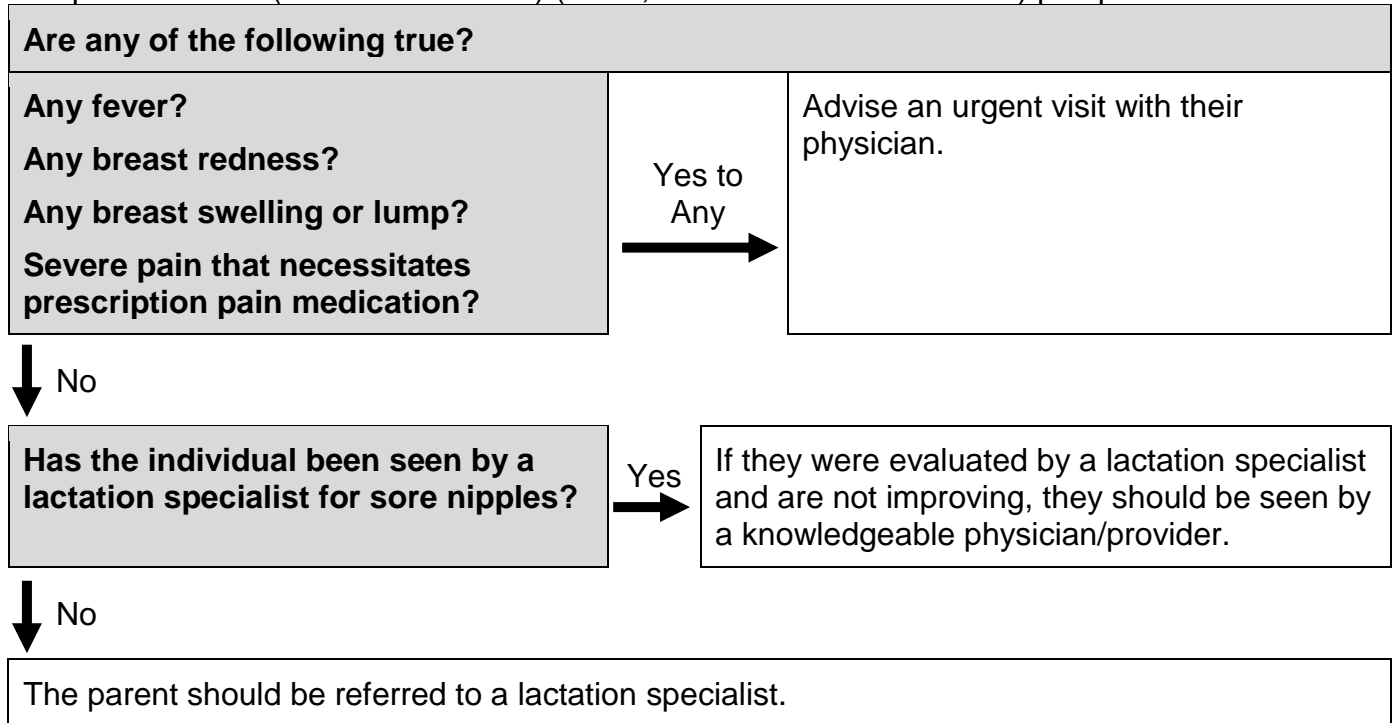 Are any of the following true?
Any fever?
Any breast redness?
Any breast swelling or lump?
Severe pain that necessitates
prescription pain medication?
Yes to
Any
Advise an urgent visit with their
physician.
No
Has the individual been seen by a
lactation specialist for sore nipples?
Yes
If they were evaluated by a lactation specialist
and are not improving, they should be seen by
a knowledgeable physician/provider.
No
The parent should be referred to a lactation specialist.